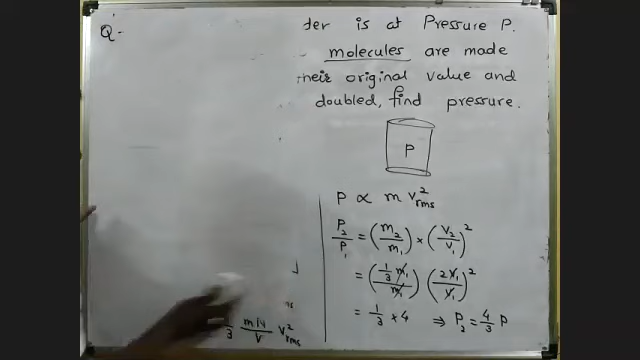 Q.
der is at Pressure P.
molecules are made
their original value and
doubled, find pressure.
P
P ∝ m v²rms
P₂/P₁ = (m₂/m₁) × (v₂/v₁)²
= (⅓ m₁/m₁) (2v₁/v₁)²
= 1/3 × 4 ⇒ P₂ = 4/3 P
3 v v²rms